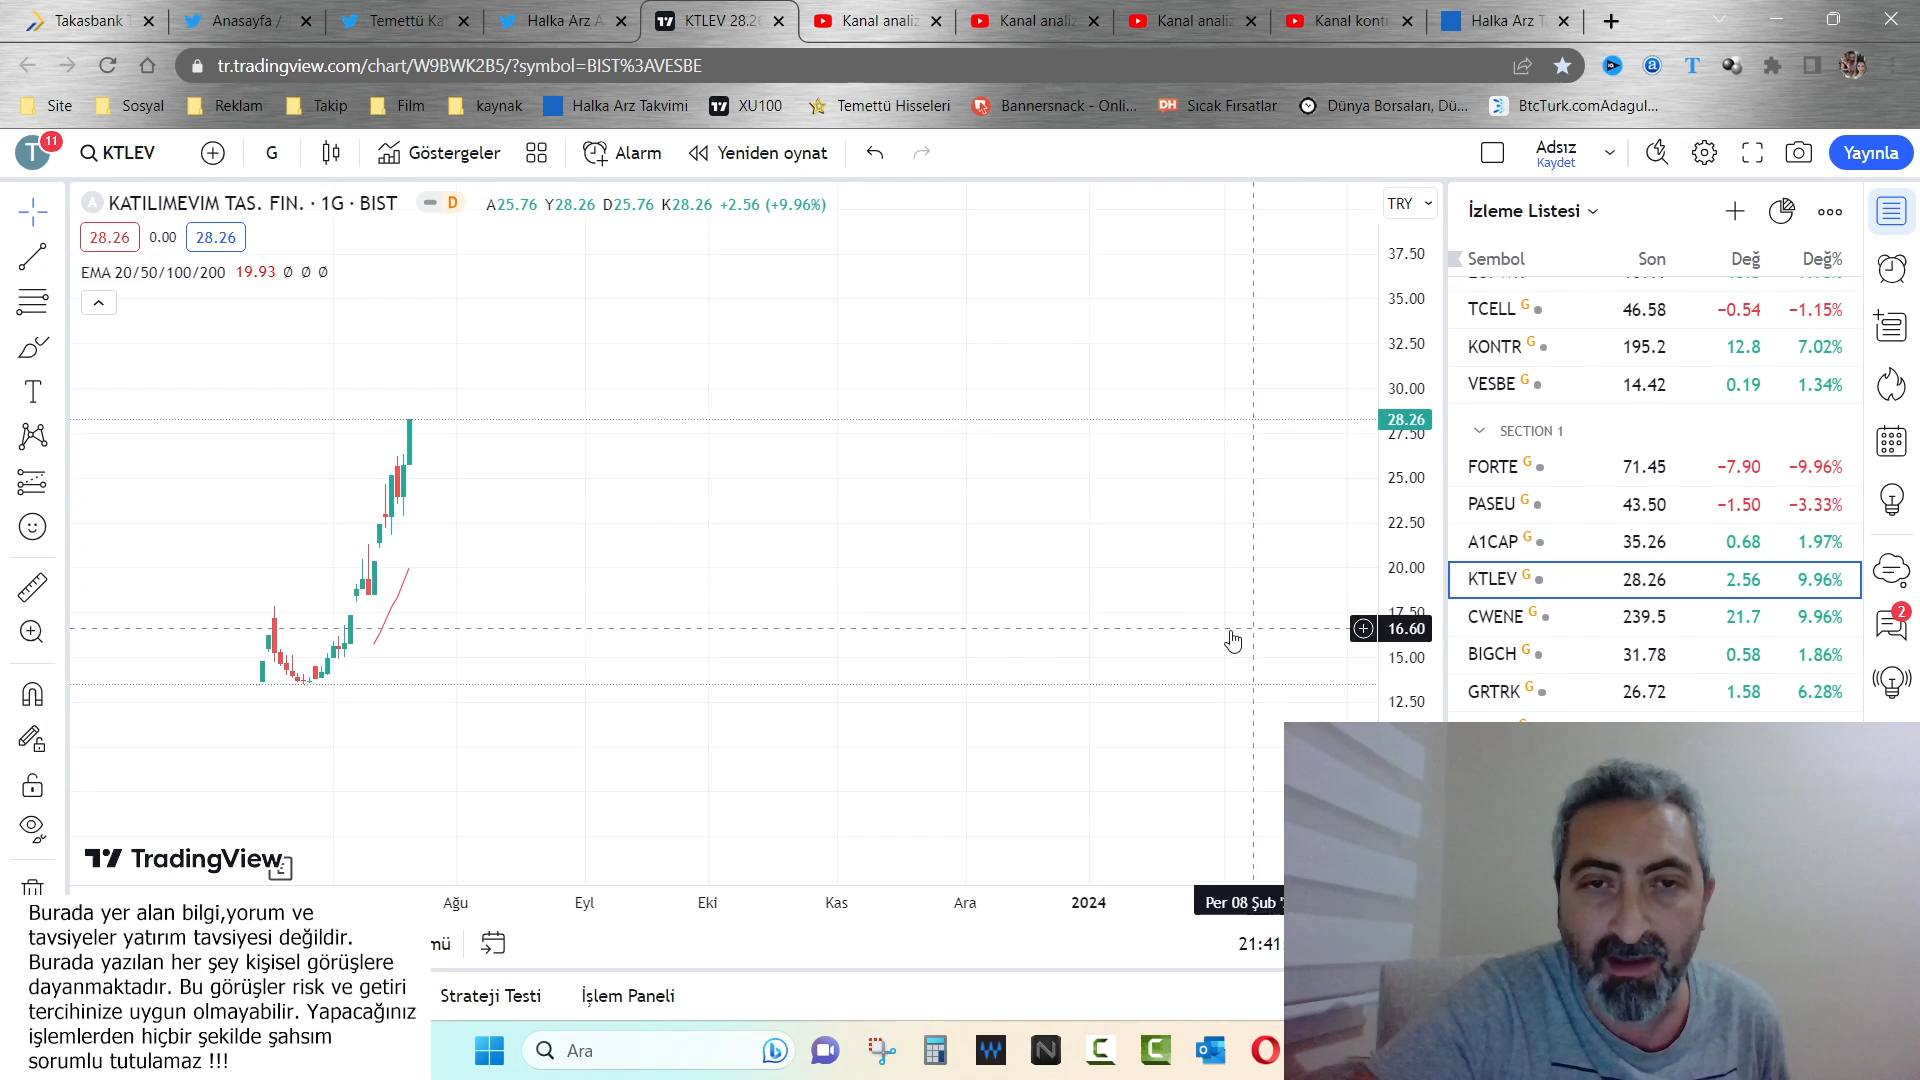 Takasbank T
Anasayfa /
Temettü Ka
Halka Arz A
KTLEV 28.2
Kanal analiz
Kanal analiz
Kanal analiz
Kanal kont
Halka Arz T
tr.tradingview.com/chart/W9BWK2B5/?symbol=BIST%3AVESBE
Site
Sosyal
Reklam
Takip
Film
kaynak
Halka Arz Takvimi
XU100
Temettü Hisseleri
Bannersnack - Onli...
DH Sıcak Fırsatlar
Dünya Borsaları, Dü...
BtcTurk.comAdagul...
T 11
KTLEV
G
Göstergeler
Alarm
Yeniden oynat
Adsız
Kaydet
Yayınla
A KATILIMEVIM TAS. FIN. · 1G · BIST
D
A25.76 Y28.26 D25.76 K28.26 +2.56 (+9.96%)
TRY
28.26 0.00 28.26
EMA 20/50/100/200 19.93 Ø Ø Ø
37.50
35.00
32.50
30.00
28.26
27.50
25.00
22.50
20.00
17.50
16.60
15.00
12.50
İzleme Listesi
Sembol Son Değ Değ%
TCELL G 46.58 −0.54 −1.15%
KONTR G 195.2 12.8 7.02%
VESBE G 14.42 0.19 1.34%
SECTION 1
FORTE G 71.45 −7.90 −9.96%
PASEU G 43.50 −1.50 −3.33%
A1CAP G 35.26 0.68 1.97%
KTLEV G 28.26 2.56 9.96%
CWENE G 239.5 21.7 9.96%
BIGCH G 31.78 0.58 1.86%
GRTRK G 26.72 1.58 6.28%
2
TradingView
Ağu Eyl Eki Kas Ara 2024 Per 08 Şub '
mü
21:41
Strateji Testi İşlem Paneli
Ara
Burada yer alan bilgi,yorum ve
tavsiyeler yatırım tavsiyesi değildir.
Burada yazılan her şey kişisel görüşlere
dayanmaktadır. Bu görüşler risk ve getiri
tercihinize uygun olmayabilir. Yapacağınız
işlemlerden hiçbir şekilde şahsım
sorumlu tutulamaz !!!